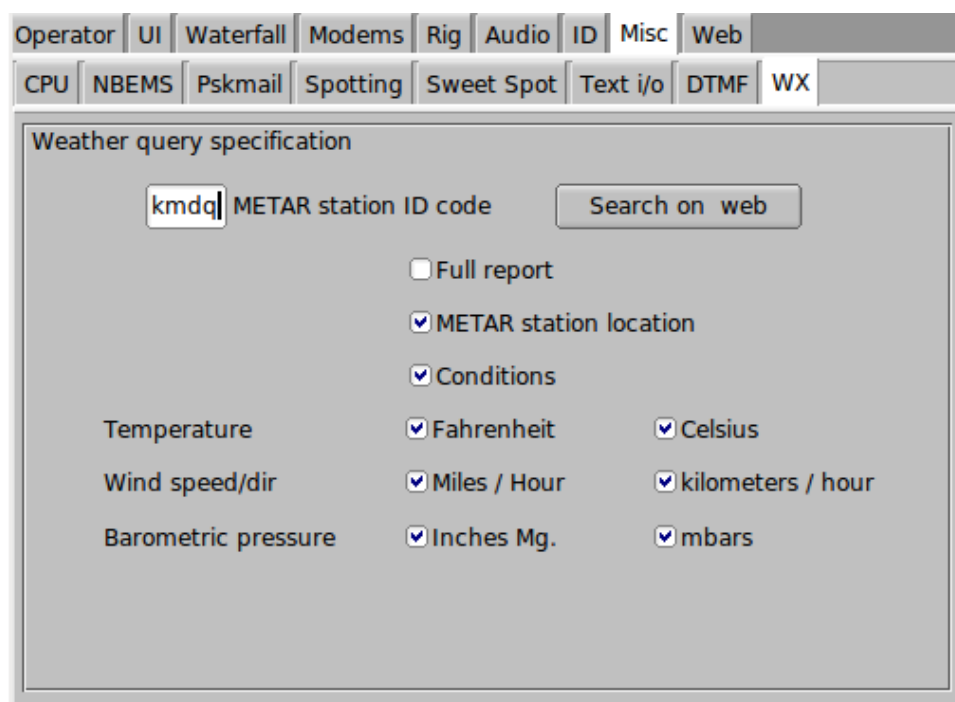 Operator UI Waterfall Modems Rig Audio ID Misc Web
CPU NBEMS Pskmail Spotting Sweet Spot Text i/o DTMF WX
Weather query specification
kmdq METAR station ID code Search on web
Full report
METAR station location
Conditions
Temperature Fahrenheit Celsius
Wind speed/dir Miles / Hour kilometers / hour
Barometric pressure Inches Mg. mbars